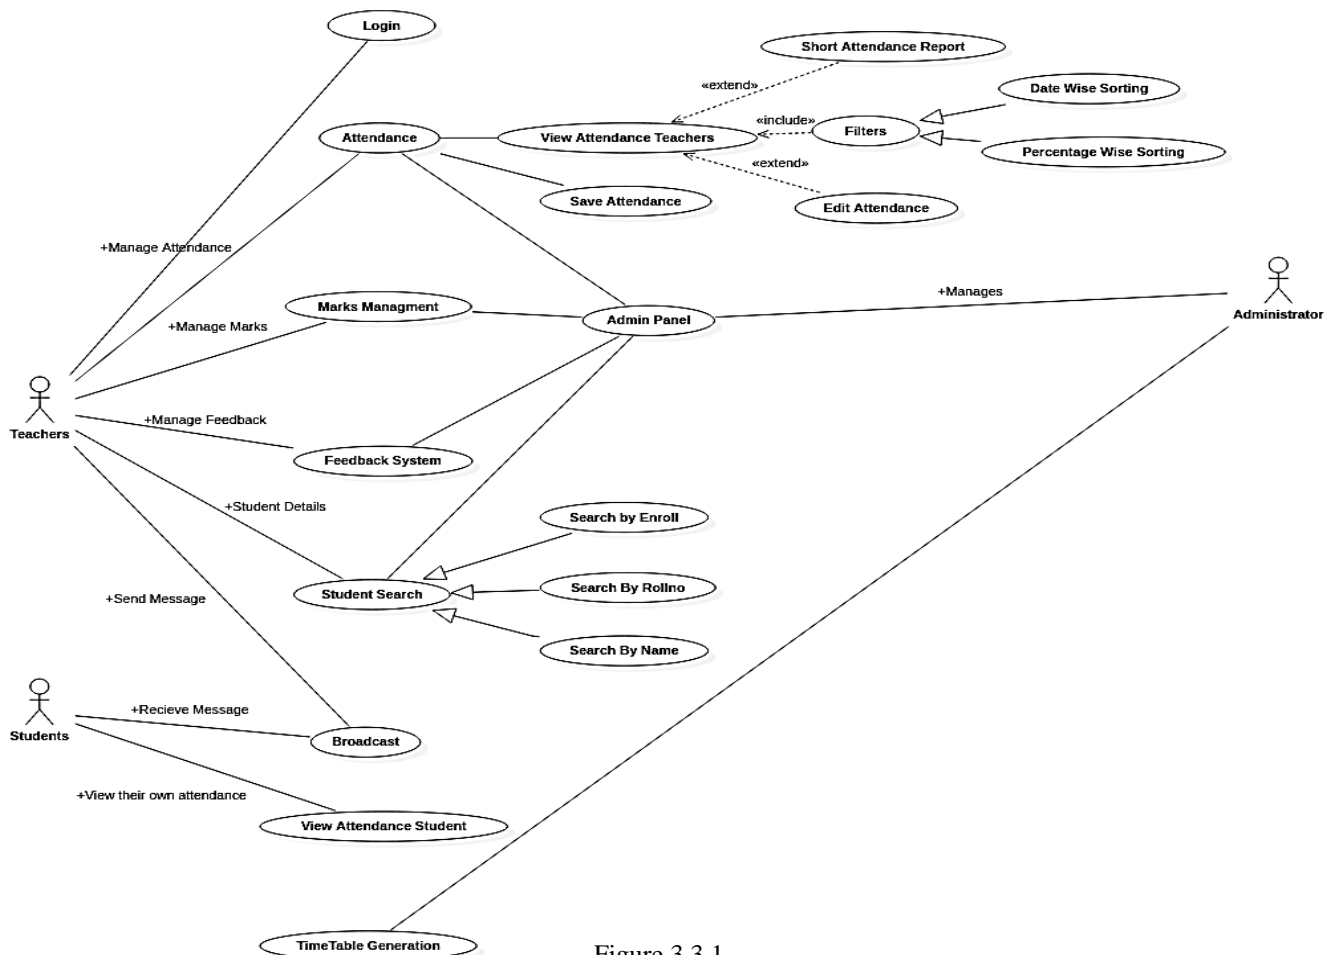 Login
Short Attendance Report
«extend»
Date Wise Sorting
«include»
Attendance
View Attendance Teachers
Filters
Percentage Wise Sorting
«extend»
Save Attendance
Edit Attendance
+Manage Attendance
+Manages
Marks Managment
Administrator
Admin Panel
+Manage Marks
+Manage Feedback
Teachers
Feedback System
+Student Details
Search by Enroll
Search By Rollno
Student Search
+Send Message
Search By Name
+Recieve Message
Students
Broadcast
+View their own attendance
View Attendance Student
TimeTable Generation
Figure 3.3.1